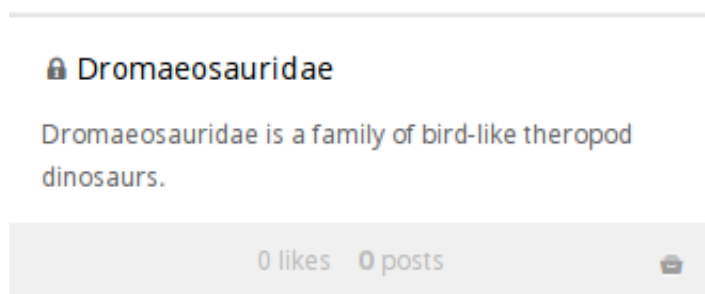 Dromaeosauridae
Dromaeosauridae is a family of bird-like theropod
dinosaurs.
0 likes 0 posts